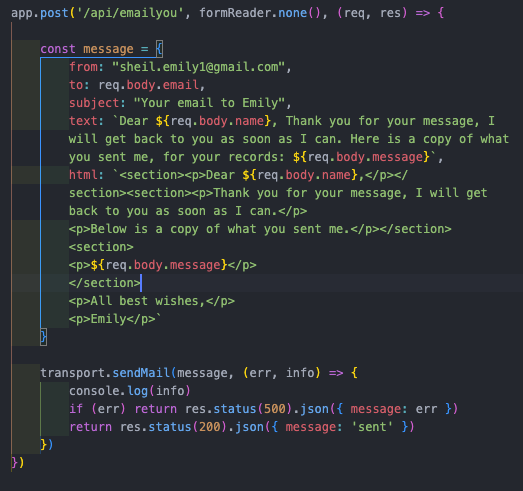 app.post('/api/emailyou', formReader.none(), (req, res) => {
const message = {
from: "sheil.emily1@gmail.com",
to: req.body.email,
subject: "Your email to Emily",
text: `Dear ${req.body.name}, Thank you for your message, I
will get back to you as soon as I can. Here is a copy of what
you sent me, for your records: ${req.body.message}`,
html: `<section><p>Dear ${req.body.name},</p></
section><section><p>Thank you for your message, I will get
back to you as soon as I can.</p>
<p>Below is a copy of what you sent me.</p></section>
<section>
<p>${req.body.message}</p>
</section>
<p>All best wishes,</p>
<p>Emily</p>`
}
transport.sendMail(message, (err, info) => {
console.log(info)
if (err) return res.status(500).json({ message: err })
return res.status(200).json({ message: 'sent' })
})
})